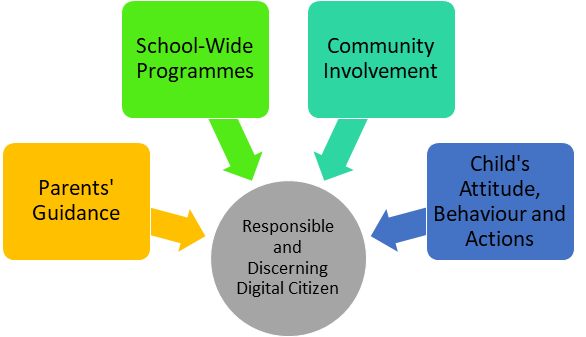 School-Wide
Programmes
Community
Involvement
Parents'
Guidance
Child's
Attitude,
Behaviour and
Actions
Responsible
and
Discerning
Digital Citizen